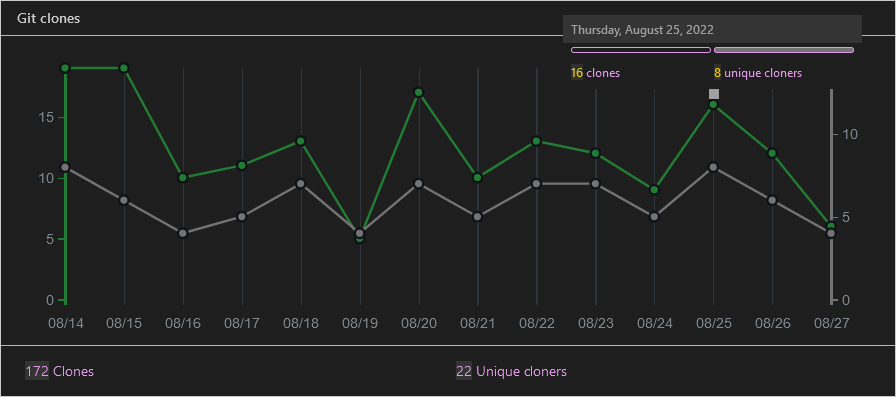 Git clones
Thursday, August 25, 2022
16 clones
8 unique cloners
15
10
5
0
10
5
0
08/14 08/15 08/16 08/17 08/18 08/19 08/20 08/21 08/22 08/23 08/24 08/25 08/26 08/27
172 Clones
22 Unique cloners